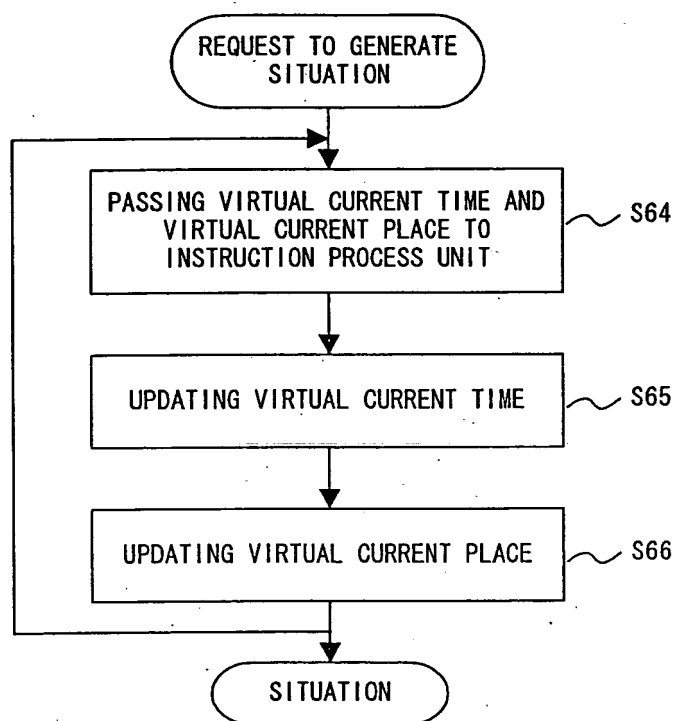 REQUEST TO GENERATE
SITUATION
PASSING VIRTUAL CURRENT TIME AND
VIRTUAL CURRENT PLACE TO
INSTRUCTION PROCESS UNIT
S64
UPDATING VIRTUAL CURRENT TIME
S65
UPDATING VIRTUAL CURRENT PLACE
S66
SITUATION